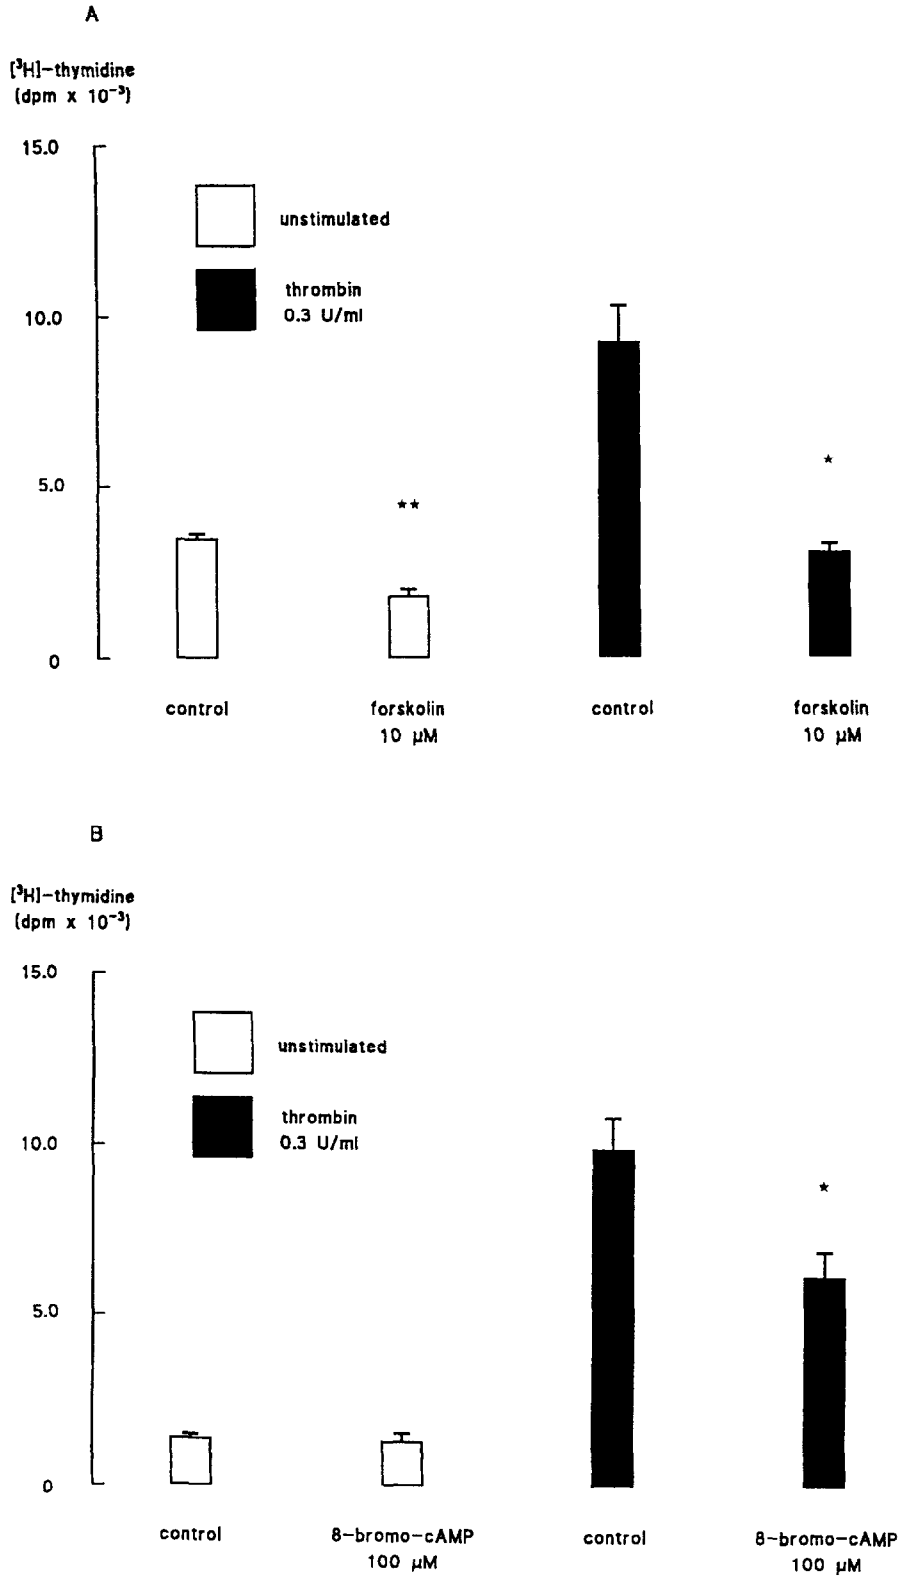 A
[³H]-thymidine
(dpm x 10⁻³)
15.0
unstimulated
thrombin
0.3 U/ml
10.0
5.0
**
*
0
control
forskolin
10 μM
control
forskolin
10 μM
B
[³H]-thymidine
(dpm x 10⁻³)
15.0
unstimulated
thrombin
0.3 U/ml
10.0
*
5.0
0
control
8-bromo-cAMP
100 μM
control
8-bromo-cAMP
100 μM